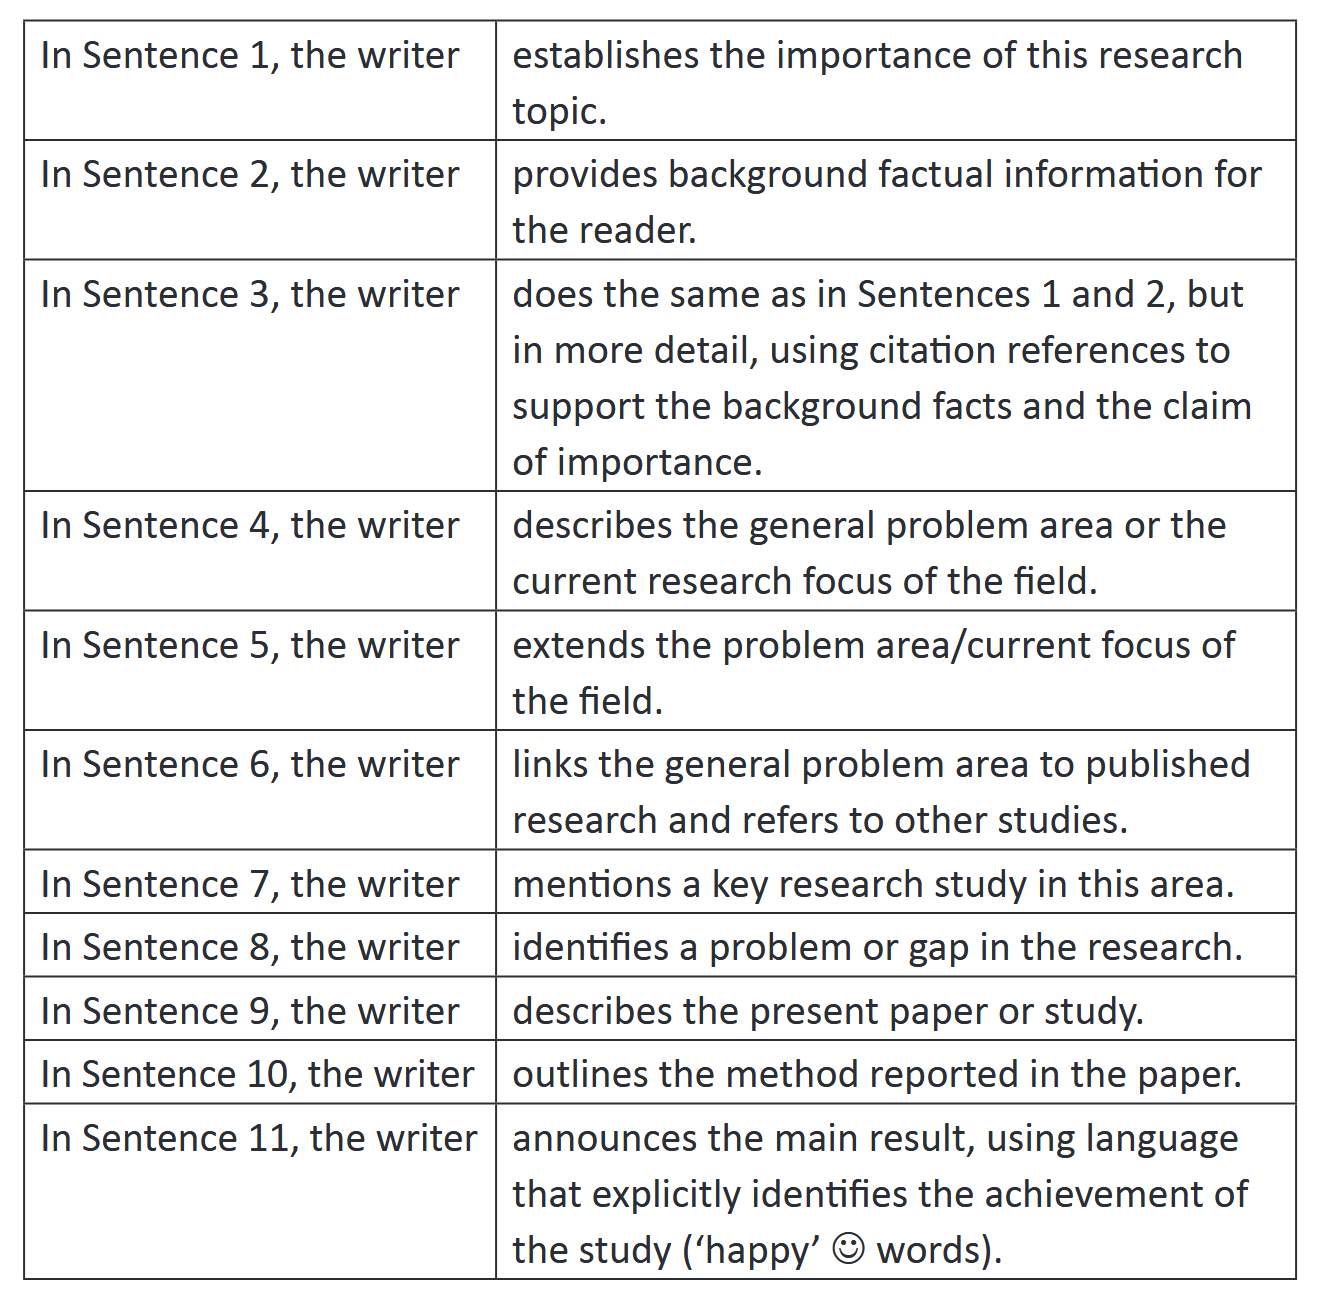 In Sentence 1, the writer
establishes the importance of this research
topic.
In Sentence 2, the writer
provides background factual information for
the reader.
In Sentence 3, the writer
does the same as in Sentences 1 and 2, but
in more detail, using citation references to
support the background facts and the claim
of importance.
In Sentence 4, the writer
describes the general problem area or the
current research focus of the field.
In Sentence 5, the writer
extends the problem area/current focus of
the field.
In Sentence 6, the writer
links the general problem area to published
research and refers to other studies.
In Sentence 7, the writer
mentions a key research study in this area.
In Sentence 8, the writer
identifies a problem or gap in the research.
In Sentence 9, the writer
describes the present paper or study.
In Sentence 10, the writer
outlines the method reported in the paper.
In Sentence 11, the writer
announces the main result, using language
that explicitly identifies the achievement of
the study (‘happy’ ☺ words).